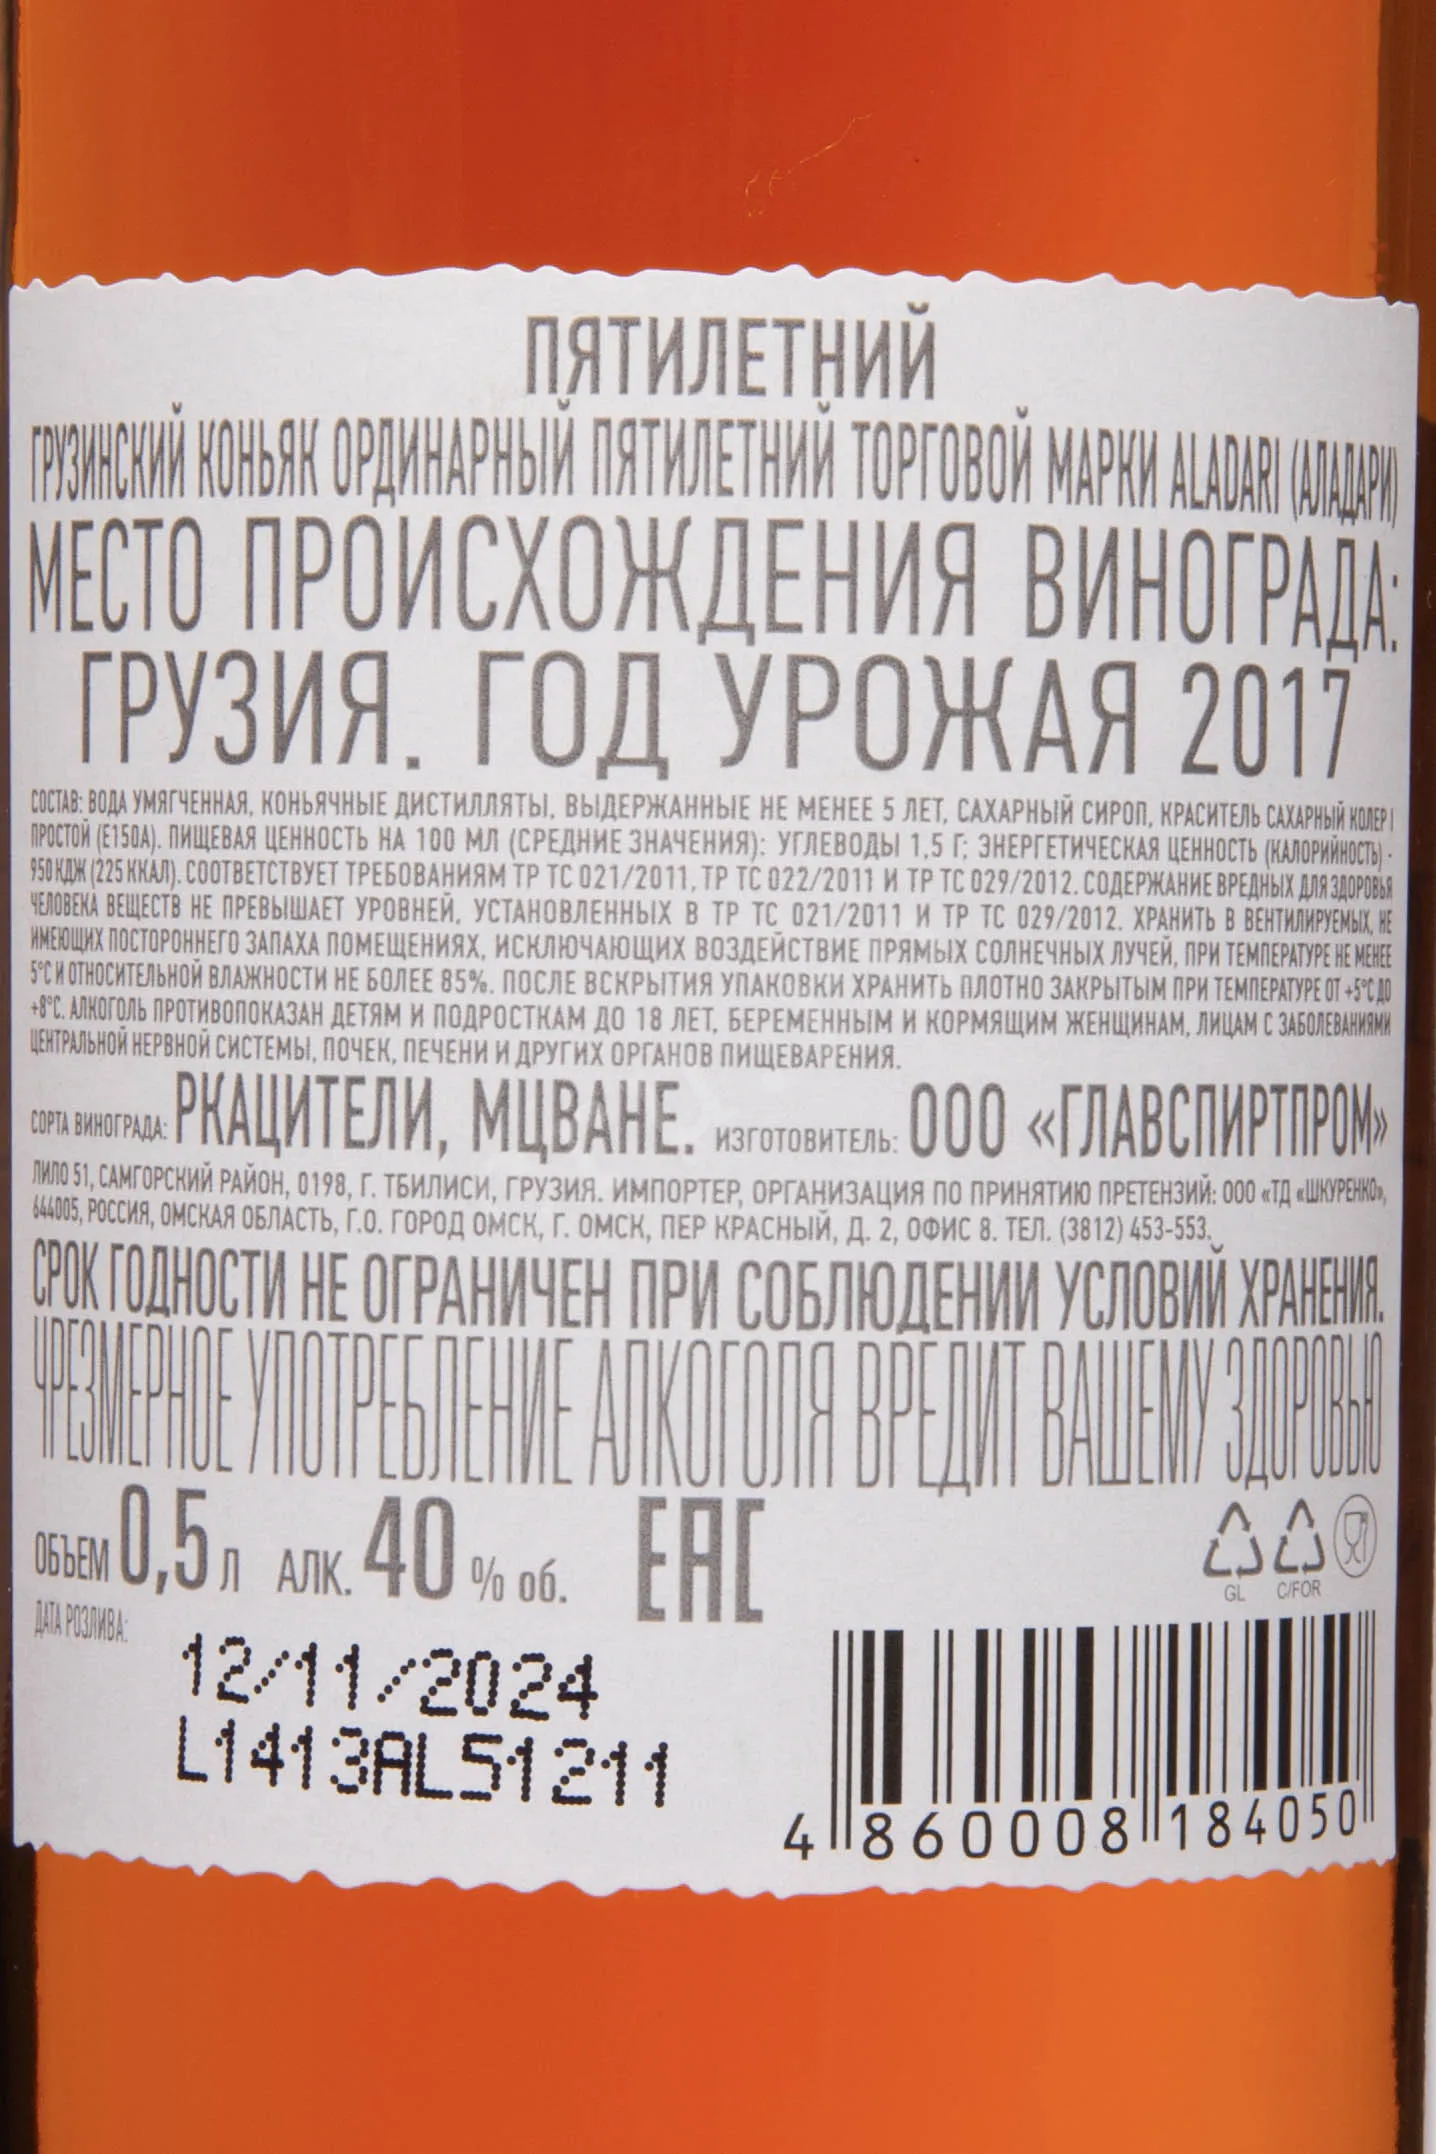 ПЯТИЛЕТНИЙ
ГРУЗИНСКИЙ КОНЬЯК ОРДИНАРНЫЙ ПЯТИЛЕТНИЙ ТОРГОВОЙ МАРКИ ALADARI (АЛАДАРИ)
МЕСТО ПРОИСХОЖДЕНИЯ ВИНОГРАДА:
ГРУЗИЯ. ГОД УРОЖАЯ 2017
СОСТАВ: ВОДА УМЯГЧЕННАЯ, КОНЬЯЧНЫЕ ДИСТИЛЛЯТЫ, ВЫДЕРЖАННЫЕ НЕ МЕНЕЕ 5 ЛЕТ, САХАРНЫЙ СИРОП, КРАСИТЕЛЬ САХАРНЫЙ КОЛЕР I
ПРОСТОЙ (Е150А). ПИЩЕВАЯ ЦЕННОСТЬ НА 100 МЛ (СРЕДНИЕ ЗНАЧЕНИЯ): УГЛЕВОДЫ 1,5 Г; ЭНЕРГЕТИЧЕСКАЯ ЦЕННОСТЬ (КАЛОРИЙНОСТЬ) -
950 КДЖ (225 ККАЛ). СООТВЕТСТВУЕТ ТРЕБОВАНИЯМ ТР ТС 021/2011, ТР ТС 022/2011 И ТР ТС 029/2012. СОДЕРЖАНИЕ ВРЕДНЫХ ДЛЯ ЗДОРОВЬЯ
ЧЕЛОВЕКА ВЕЩЕСТВ НЕ ПРЕВЫШАЕТ УРОВНЕЙ, УСТАНОВЛЕННЫХ В ТР ТС 021/2011 И ТР ТС 029/2012. ХРАНИТЬ В ВЕНТИЛИРУЕМЫХ, НЕ
ИМЕЮЩИХ ПОСТОРОННЕГО ЗАПАХА ПОМЕЩЕНИЯХ, ИСКЛЮЧАЮЩИХ ВОЗДЕЙСТВИЕ ПРЯМЫХ СОЛНЕЧНЫХ ЛУЧЕЙ, ПРИ ТЕМПЕРАТУРЕ НЕ МЕНЕЕ
5°С И ОТНОСИТЕЛЬНОЙ ВЛАЖНОСТИ НЕ БОЛЕЕ 85%. ПОСЛЕ ВСКРЫТИЯ УПАКОВКИ ХРАНИТЬ ПЛОТНО ЗАКРЫТЫМ ПРИ ТЕМПЕРАТУРЕ ОТ +5°С ДО
+8°С. АЛКОГОЛЬ ПРОТИВОПОКАЗАН ДЕТЯМ И ПОДРОСТКАМ ДО 18 ЛЕТ, БЕРЕМЕННЫМ И КОРМЯЩИМ ЖЕНЩИНАМ, ЛИЦАМ С ЗАБОЛЕВАНИЯМИ
ЦЕНТРАЛЬНОЙ НЕРВНОЙ СИСТЕМЫ, ПОЧЕК, ПЕЧЕНИ И ДРУГИХ ОРГАНОВ ПИЩЕВАРЕНИЯ.
СОРТА ВИНОГРАДА: РКАЦИТЕЛИ, МЦВАНЕ. ИЗГОТОВИТЕЛЬ: ООО «ГЛАВСПИРТПРОМ»
ЛИЛО 51, САМГОРСКИЙ РАЙОН, 0198, Г. ТБИЛИСИ, ГРУЗИЯ. ИМПОРТЕР, ОРГАНИЗАЦИЯ ПО ПРИНЯТИЮ ПРЕТЕНЗИЙ: ООО «ТД «ШКУРЕНКО»,
644005, РОССИЯ, ОМСКАЯ ОБЛАСТЬ, Г.О. ГОРОД ОМСК, Г. ОМСК, ПЕР КРАСНЫЙ, Д. 2, ОФИС 8. ТЕЛ. (3812) 453-553.
СРОК ГОДНОСТИ НЕ ОГРАНИЧЕН ПРИ СОБЛЮДЕНИИ УСЛОВИЙ ХРАНЕНИЯ.
ЧРЕЗМЕРНОЕ УПОТРЕБЛЕНИЕ АЛКОГОЛЯ ВРЕДИТ ВАШЕМУ ЗДОРОВЬЮ
ОБЪЕМ 0,5 Л АЛК. 40 % об. ЕАС
GL C/FOR
ДАТА РОЗЛИВА:
12/11/2024
L1413AL51211
4 860008 184050